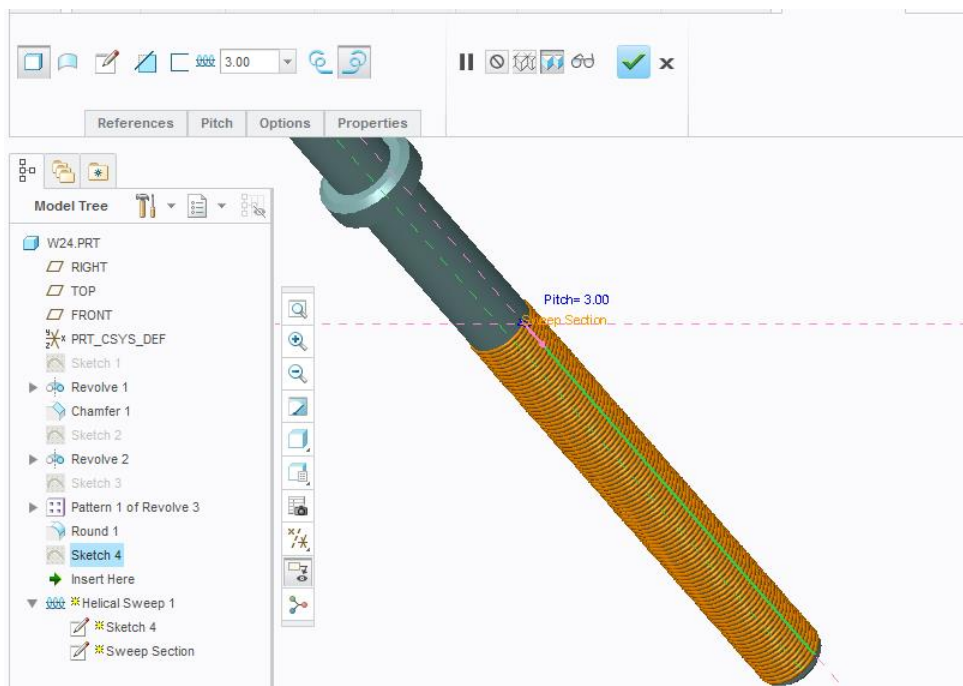 3.00
References Pitch Options Properties
Model Tree
W24.PRT
RIGHT
TOP
FRONT
PRT_CSYS_DEF
Sketch 1
Revolve 1
Chamfer 1
Sketch 2
Revolve 2
Sketch 3
Pattern 1 of Revolve 3
Round 1
Sketch 4
Insert Here
Helical Sweep 1
Sketch 4
Sweep Section
Pitch= 3.00
Sweep Section